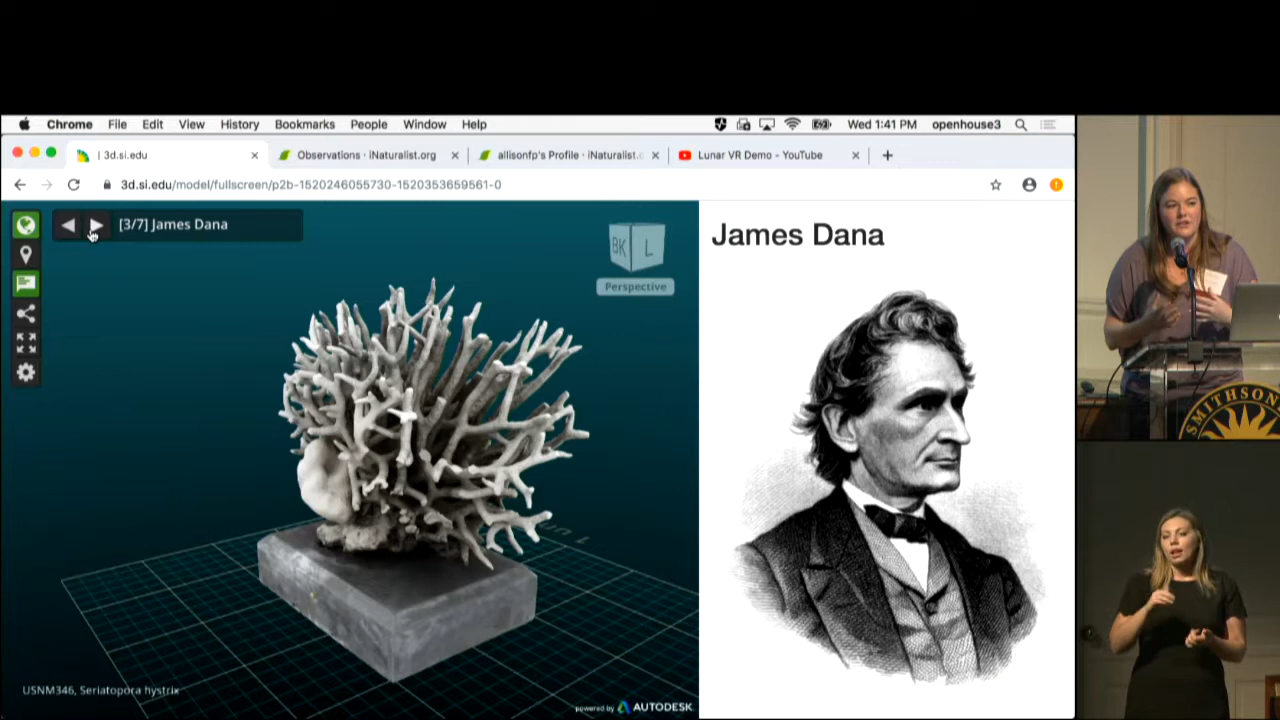 Chrome File Edit View History Bookmarks People Window Help Wed 1:41 PM openhouse3
3d.si.edu
Observations · iNaturalist.org
allisonfp's Profile · iNaturalist.
Lunar VR Demo - YouTube
3d.si.edu/model/fullscreen/p2b-1520246055730-1520353659561-0
[3/7] James Dana
BK L
Perspective
James Dana
SMITHSON
USNM346, Seriatopora hystrix
powered by AUTODESK